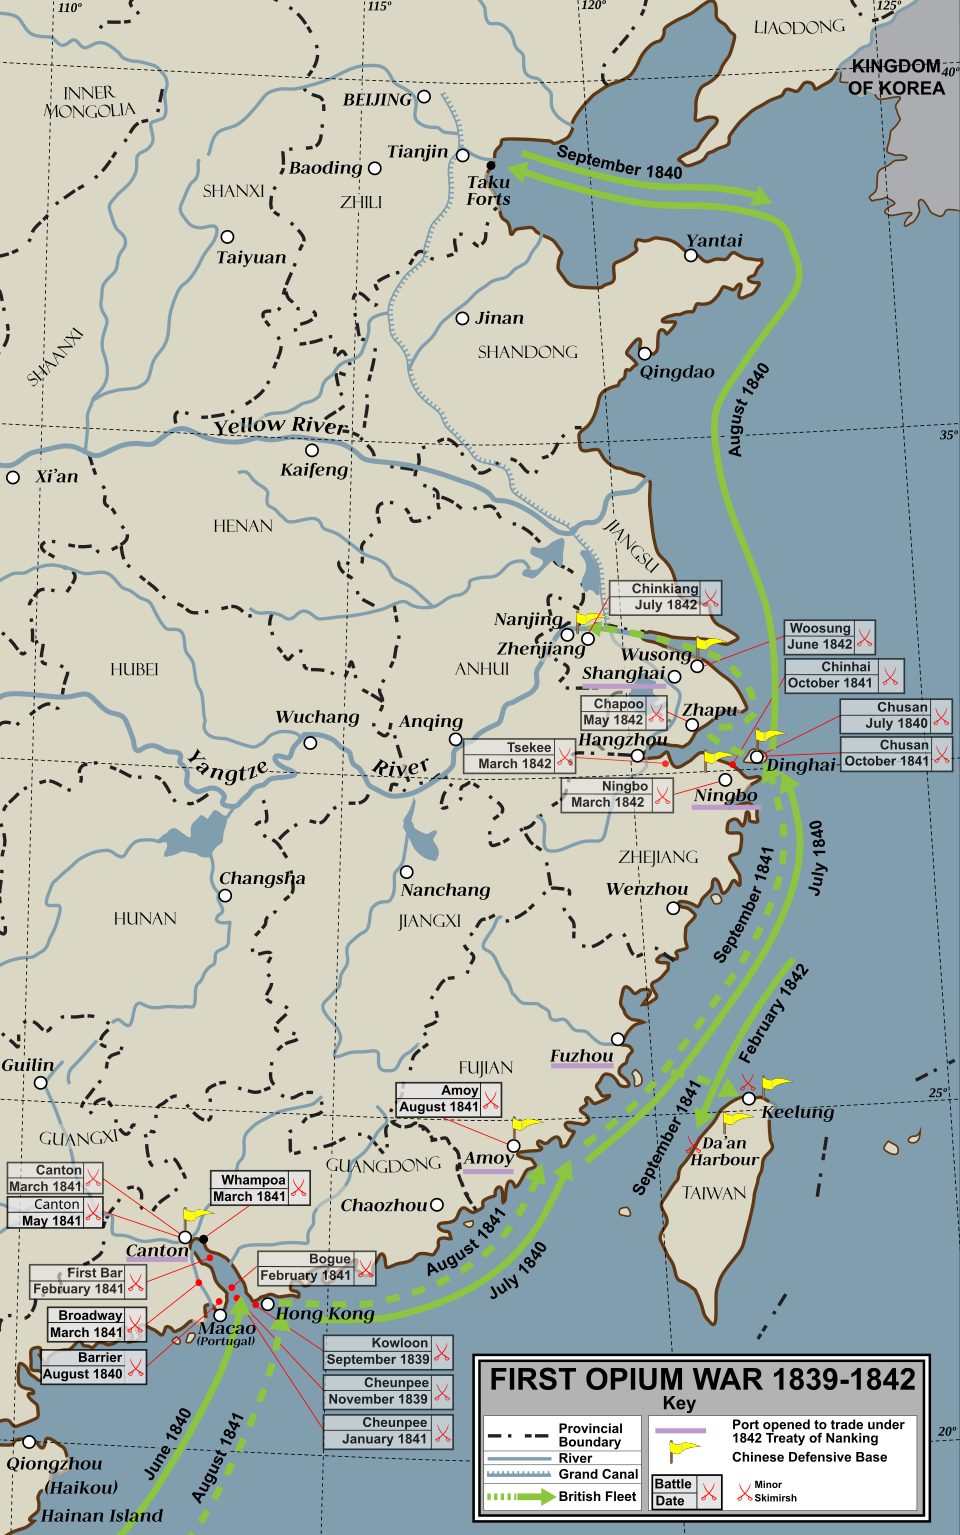 110º
115º
120º
125º
LIAODONG
KINGDOM
OF KOREA
40º
INNER
MONGOLIA
BEIJING
Tianjin
Baoding
Taku
Forts
September 1840
SHANXI
ZHILI
Taiyuan
Yantai
Jinan
SHANDONG
Qingdao
SHAANXI
August 1840
Yellow River
35º
Kaifeng
Xi'an
HENAN
JIANGSU
Chinkiang
July 1842
Nanjing
Zhenjiang
Woosung
June 1842
HUBEI
ANHUI
Wusong
Shanghai
Chinhai
October 1841
Chapoo
May 1842
Zhapu
Chusan
July 1840
Wuchang
Anqing
Hangzhou
Tsekee
March 1842
Chusan
October 1841
Yangtze
River
Dinghai
Ningbo
March 1842
Ningbo
July 1840
September 1841
ZHEJIANG
Changsha
Nanchang
Wenzhou
HUNAN
JIANGXI
February 1842
Fuzhou
Guilin
FUJIAN
25º
Amoy
August 1841
Keelung
September 1841
GUANGXI
Amoy
Da'an
Harbour
GUANGDONG
TAIWAN
Canton
March 1841
Whampoa
March 1841
Canton
May 1841
Chaozhou
Canton
August 1841
July 1840
Bogue
February 1841
First Bar
February 1841
Broadway
March 1841
Macao
(Portugal)
Hong Kong
Barrier
August 1840
Kowloon
September 1839
Cheunpee
November 1839
Cheunpee
January 1841
June 1840
August 1841
20º
Qiongzhou
(Haikou)
Hainan Island
FIRST OPIUM WAR 1839-1842
Key
Provincial
Boundary
River
Grand Canal
British Fleet
Port opened to trade under
1842 Treaty of Nanking
Chinese Defensive Base
Battle
Date
Minor
Skimirsh